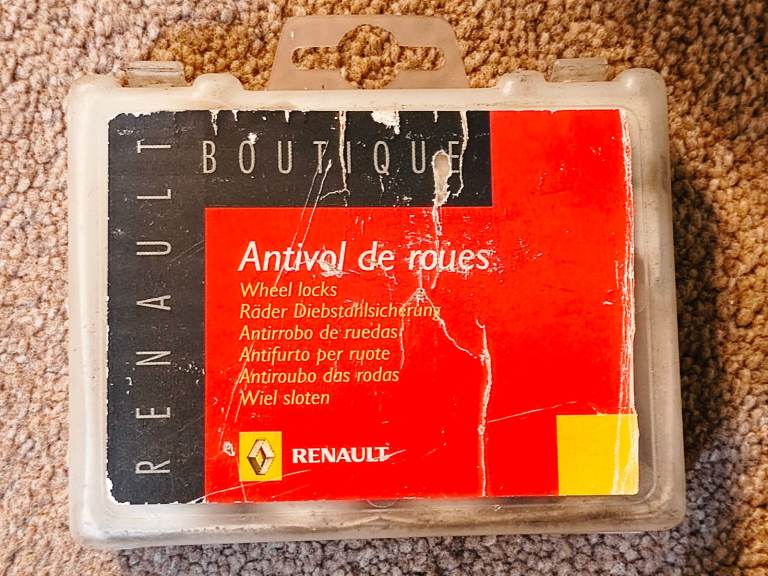 RENAULT
BOUTIQUE
Antivol de roues
Wheel locks
Räder Diebstahlsicherung
Antirrobo de ruedas
Antifurto per ruote
Antiroubo das rodas
Wiel sloten
RENAULT